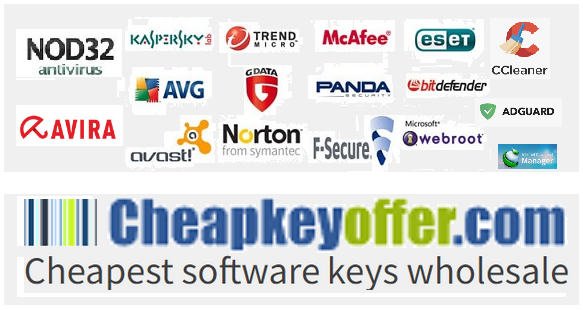 NOD32
antivirus
KASPERSKY lab
TREND
MICRO
McAfee
eseT
CCleaner
AVG
G DATA
PANDA
SECURITY
bitdefender
ADGUARD
AVIRA
avast!
Norton
from symantec
F-Secure.
Microsoft®
webroot
Manager
Cheapkeyoffer.com
Cheapest software keys wholesale